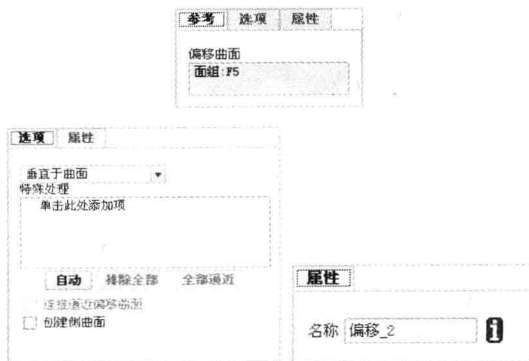 参考 选项 属性
偏移曲面
面组:F5
选项 属性
垂直于曲面
特殊处理
单击此处添加项
自动 排除全部 全部逼近
连接逼近偏移曲面
创建侧曲面
属性
名称 偏移_2